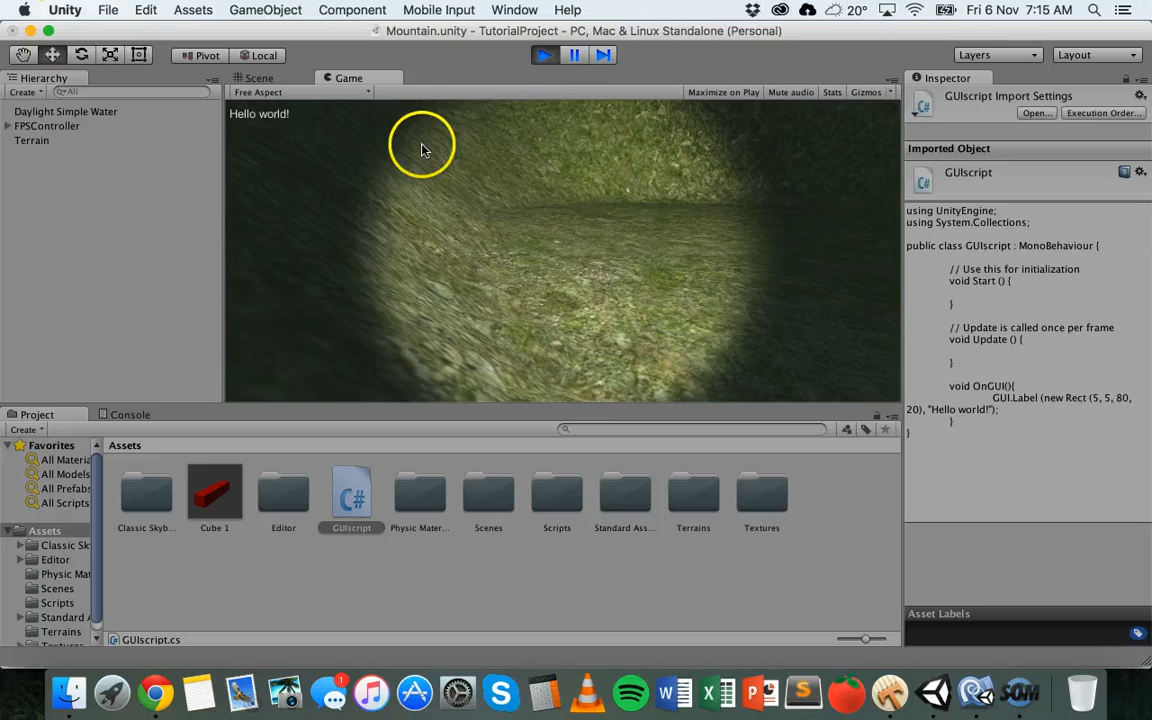 Unity File Edit Assets GameObject Component Mobile Input Window Help 20° Fri 6 Nov 7:15 AM
Mountain.unity - TutorialProject - PC, Mac & Linux Standalone (Personal)
Pivot Local Layers Layout
Hierarchy Scene Game Inspector
Create All Free Aspect Maximize on Play Mute audio Stats Gizmos
GUIscript Import Settings
Open... Execution Order...
Daylight Simple Water
FPSController
Terrain
Hello world!
Imported Object
GUIscript
using UnityEngine;
using System.Collections;
public class GUIscript : MonoBehaviour {
// Use this for initialization
void Start () {
}
// Update is called once per frame
void Update () {
}
void OnGUI(){
GUI.Label (new Rect (5, 5, 80,
20), "Hello world!");
}
}
Project Console
Create
Favorites
All Materia
All Models
All Prefabs
All Scripts
Assets
Classic Sky
Editor
Physic Mat
Scenes
Scripts
Standard A
Terrains
Textures
Assets
Classic Skyb... Cube 1 Editor GUIscript Physic Mater... Scenes Scripts Standard Ass... Terrains Textures
GUIscript.cs
Asset Labels
1
W X P S SOM